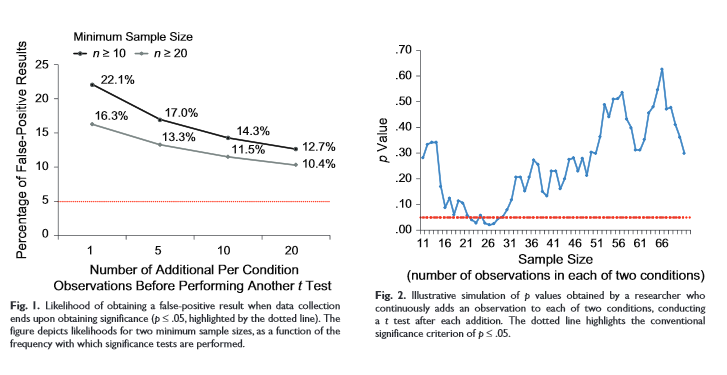 Minimum Sample Size
n ≥ 10 n ≥ 20
Percentage of False-Positive Results
25
20
15
10
5
0
22.1%
17.0%
14.3%
12.7%
16.3%
13.3%
11.5%
10.4%
1 5 10 20
Number of Additional Per Condition
Observations Before Performing Another t Test
Fig. 1. Likelihood of obtaining a false-positive result when data collection
ends upon obtaining significance (p ≤ .05, highlighted by the dotted line). The
figure depicts likelihoods for two minimum sample sizes, as a function of the
frequency with which significance tests are performed.
p Value
.70
.60
.50
.40
.30
.20
.10
.00
11 16 21 26 31 36 41 46 51 56 61 66
Sample Size
(number of observations in each of two conditions)
Fig. 2. Illustrative simulation of p values obtained by a researcher who
continuously adds an observation to each of two conditions, conducting
a t test after each addition. The dotted line highlights the conventional
significance criterion of p ≤ .05.